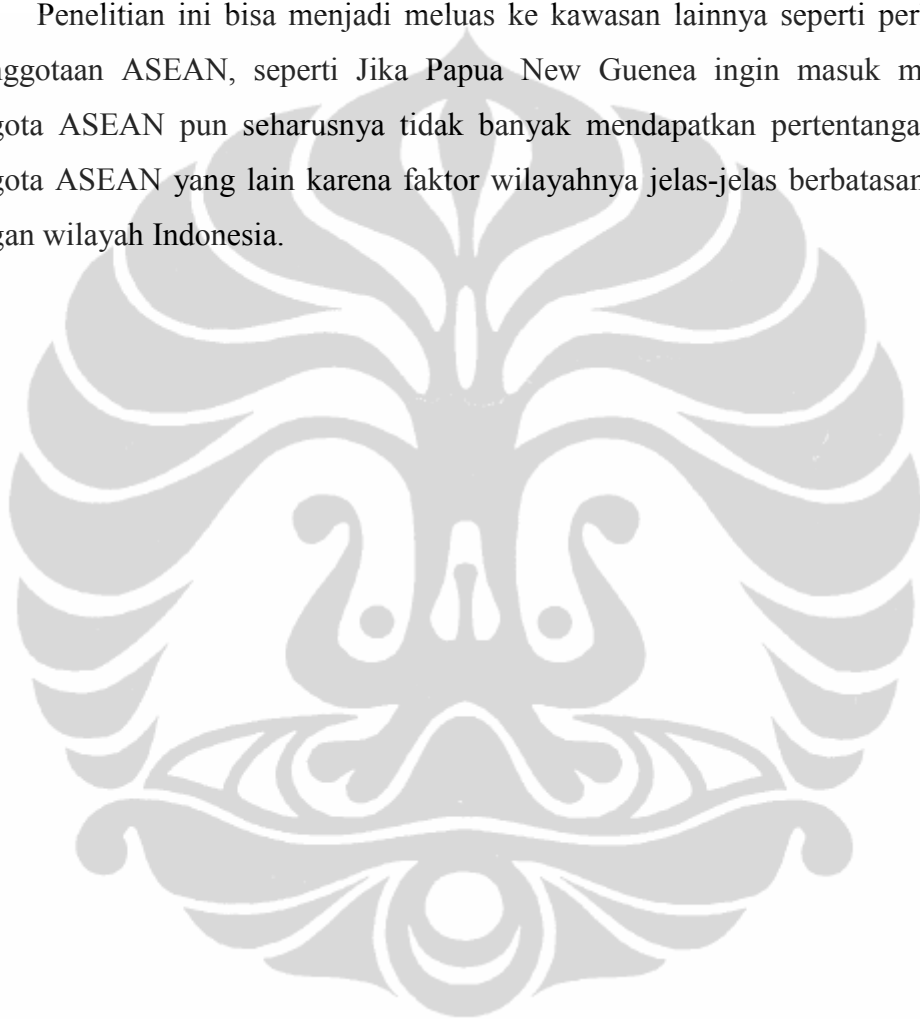 Penelitian ini bisa menjadi meluas ke kawasan lainnya seperti per
nggotaan ASEAN, seperti Jika Papua New Guenea ingin masuk m
gota ASEAN pun seharusnya tidak banyak mendapatkan pertentanga
gota ASEAN yang lain karena faktor wilayahnya jelas-jelas berbatasan
gan wilayah Indonesia.